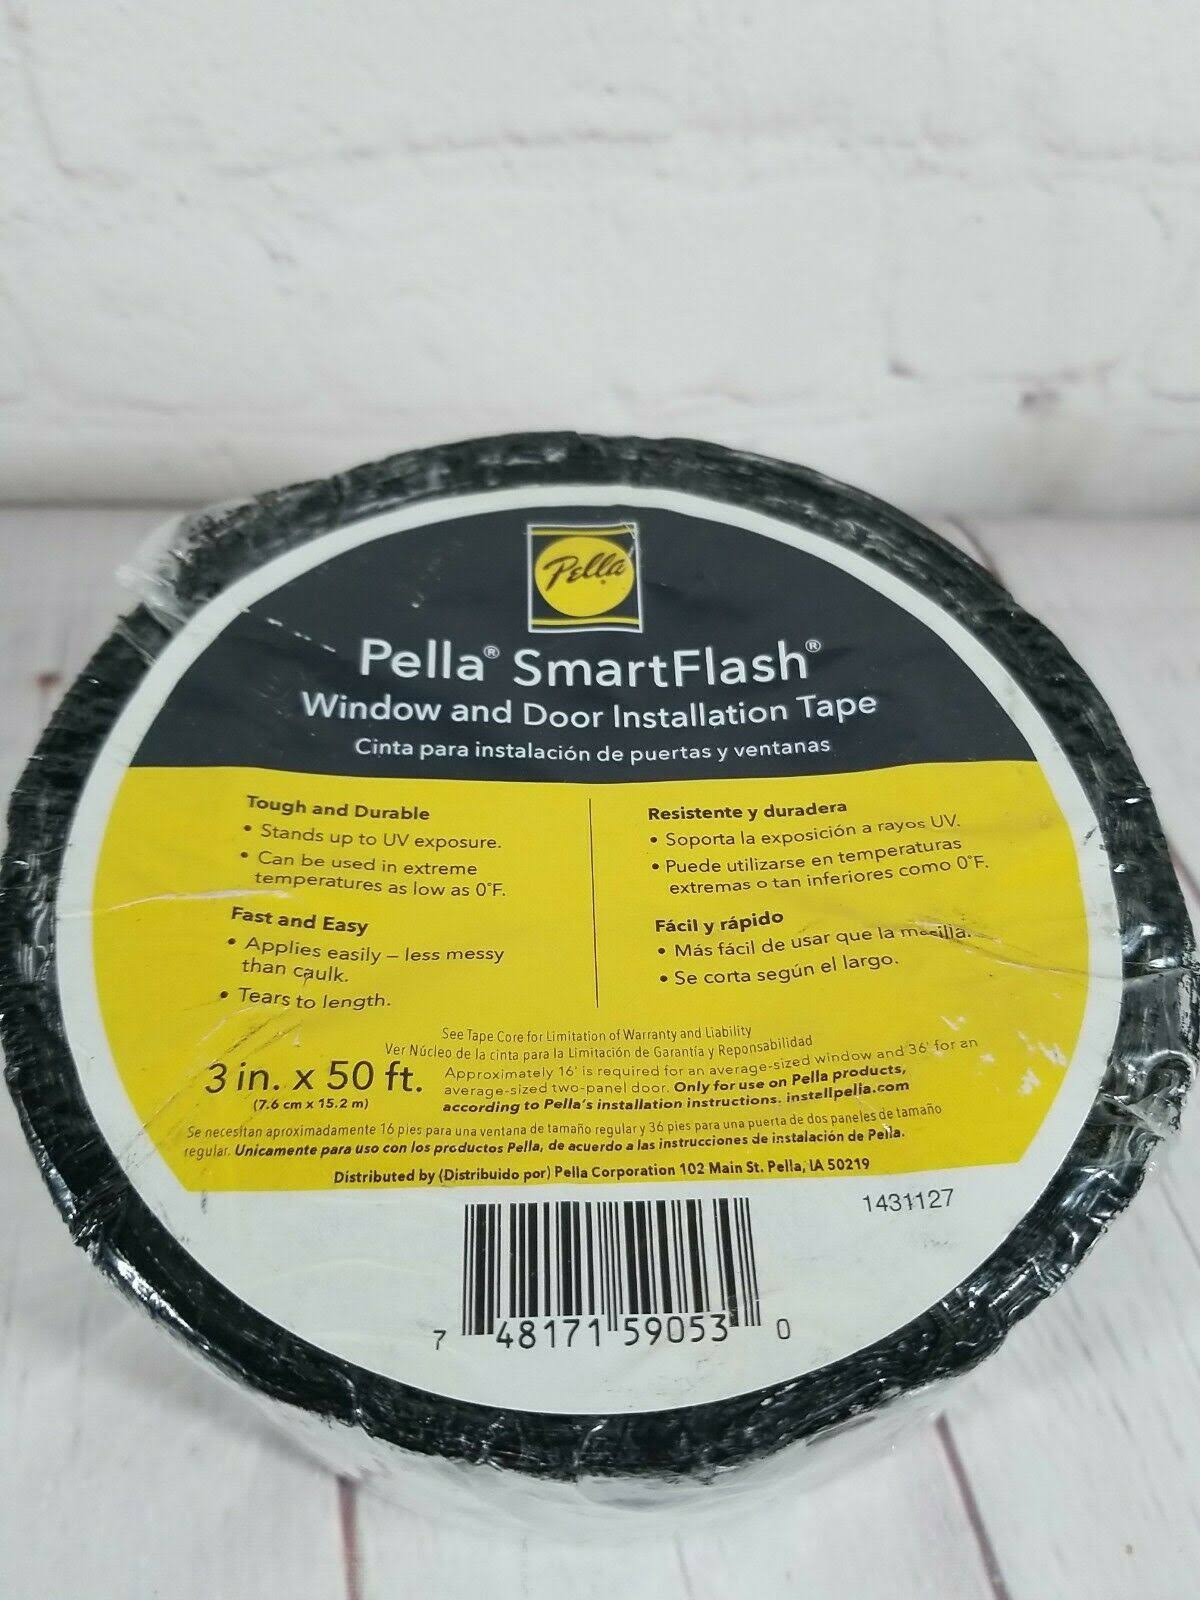 Pella
Pella® SmartFlash®
Window and Door Installation Tape
Cinta para instalación de puertas y ventanas
Tough and Durable
• Stands up to UV exposure.
• Can be used in extreme
temperatures as low as 0°F.
Fast and Easy
• Applies easily – less messy
than caulk.
• Tears to length.
Resistente y duradera
• Soporta la exposición a rayos UV.
• Puede utilizarse en temperaturas
extremas o tan inferiores como 0°F.
Fácil y rápido
• Más fácil de usar que la masilla.
• Se corta según el largo.
See Tape Core for Limitation of Warranty and Liability
Ver Núcleo de la cinta para la Limitación de Garantía y Reponsabilidad
3 in. x 50 ft.
(7.6 cm x 15.2 m)
Approximately 16' is required for an average-sized window and 36' for an
average-sized two-panel door. Only for use on Pella products,
according to Pella's installation instructions. installpella.com
Se necesitan aproximadamente 16 pies para una ventana de tamaño regular y 36 pies para una puerta de dos paneles de tamaño
regular. Unicamente para uso con los productos Pella, de acuerdo a las instrucciones de instalación de Pella.
Distributed by (Distribuido por) Pella Corporation 102 Main St. Pella, IA 50219
1431127
7 48171 59053 0